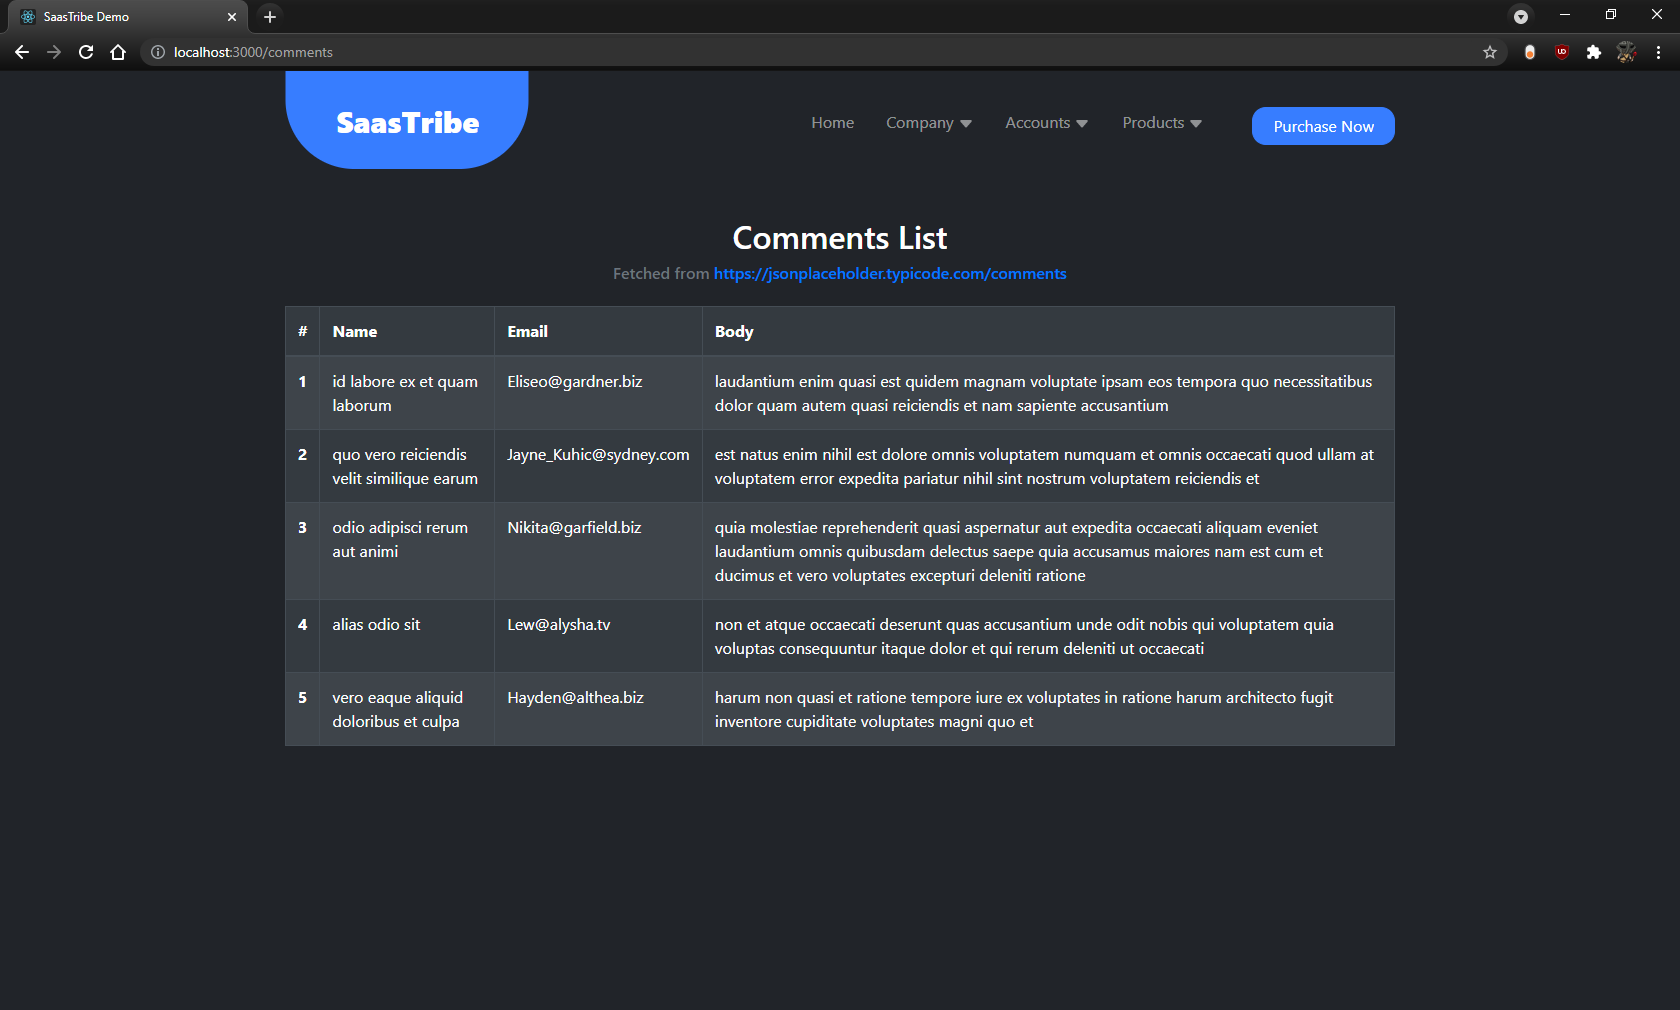 SaasTribe Demo
localhost:3000/comments
SaasTribe
Home Company Accounts Products Purchase Now
Comments List
Fetched from https://jsonplaceholder.typicode.com/comments
# Name Email Body
1 id labore ex et quam Eliseo@gardner.biz laudantium enim quasi est quidem magnam voluptate ipsam eos tempora quo necessitatibus
laborum dolor quam autem quasi reiciendis et nam sapiente accusantium
2 quo vero reiciendis Jayne_Kuhic@sydney.com est natus enim nihil est dolore omnis voluptatem numquam et omnis occaecati quod ullam at
velit similique earum voluptatem error expedita pariatur nihil sint nostrum voluptatem reiciendis et
3 odio adipisci rerum Nikita@garfield.biz quia molestiae reprehenderit quasi aspernatur aut expedita occaecati aliquam eveniet
aut animi laudantium omnis quibusdam delectus saepe quia accusamus maiores nam est cum et
ducimus et vero voluptates excepturi deleniti ratione
4 alias odio sit Lew@alysha.tv non et atque occaecati deserunt quas accusantium unde odit nobis qui voluptatem quia
voluptas consequuntur itaque dolor et qui rerum deleniti ut occaecati
5 vero eaque aliquid Hayden@althea.biz harum non quasi et ratione tempore iure ex voluptates in ratione harum architecto fugit
doloribus et culpa inventore cupiditate voluptates magni quo et